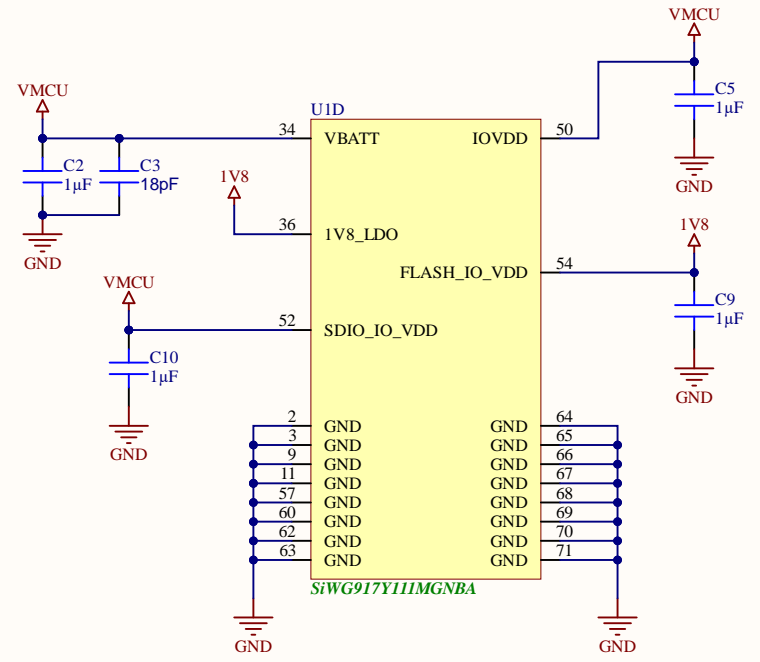 VMCU
VMCU
C5
1µF
GND
U1D
34 VBATT
IOVDD 50
C2
1µF
C3
18pF
GND
1V8
36 1V8_LDO
1V8
FLASH_IO_VDD 54
C9
1µF
GND
VMCU
52 SDIO_IO_VDD
C10
1µF
GND
2 GND GND 64
3 GND GND 65
9 GND GND 66
11 GND GND 67
57 GND GND 68
60 GND GND 69
62 GND GND 70
63 GND GND 71
SiWG917Y111MGNBA
GND
GND